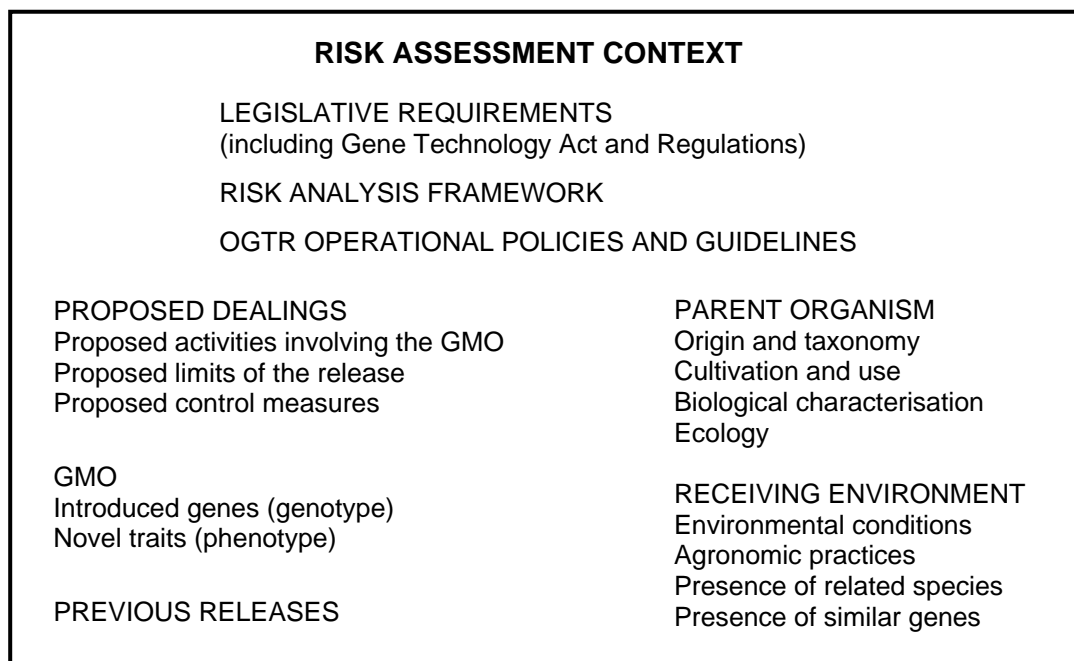 RISK ASSESSMENT CONTEXT
LEGISLATIVE REQUIREMENTS
(including Gene Technology Act and Regulations)
RISK ANALYSIS FRAMEWORK
OGTR OPERATIONAL POLICIES AND GUIDELINES
PROPOSED DEALINGS
Proposed activities involving the GMO
Proposed limits of the release
Proposed control measures
GMO
Introduced genes (genotype)
Novel traits (phenotype)
PREVIOUS RELEASES
PARENT ORGANISM
Origin and taxonomy
Cultivation and use
Biological characterisation
Ecology
RECEIVING ENVIRONMENT
Environmental conditions
Agronomic practices
Presence of related species
Presence of similar genes